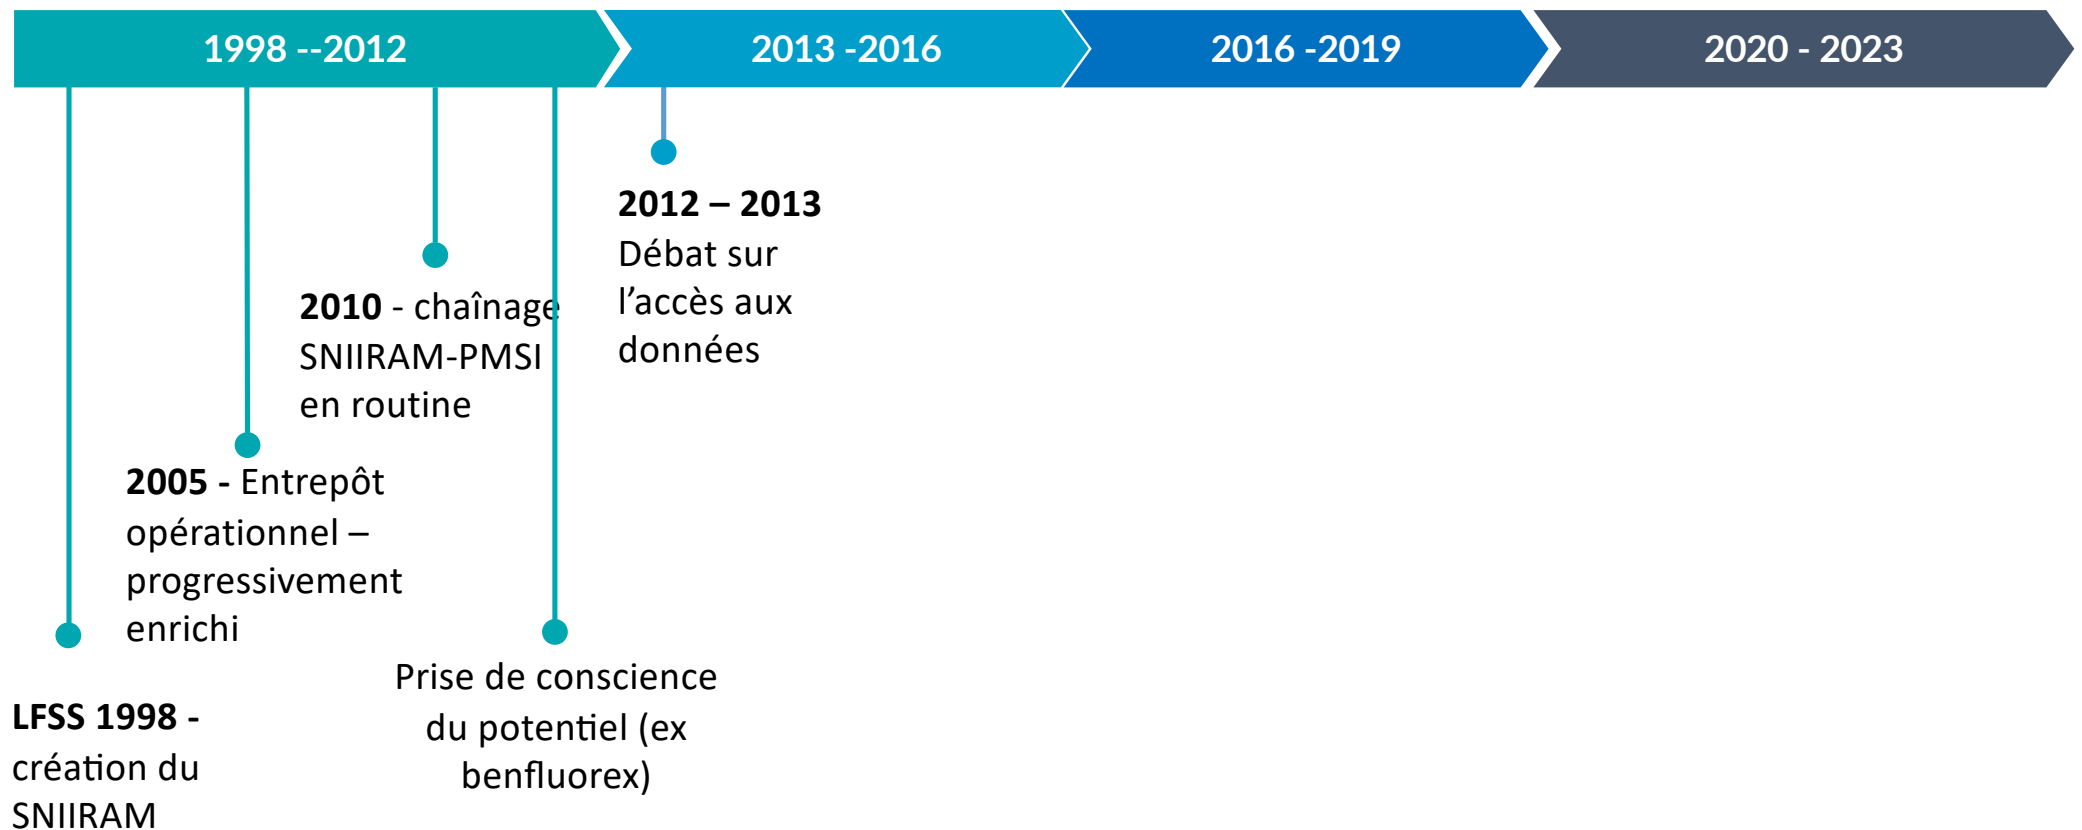 1998 --2012
2013 -2016
2016 -2019
2020 - 2023
2012 – 2013
Débat sur
l’accès aux
données
2010 - chaînage
SNIIRAM-PMSI
en routine
2005 - Entrepôt
opérationnel –
progressivement
enrichi
Prise de conscience
du potentiel (ex
benfluorex)
LFSS 1998 -
création du
SNIIRAM